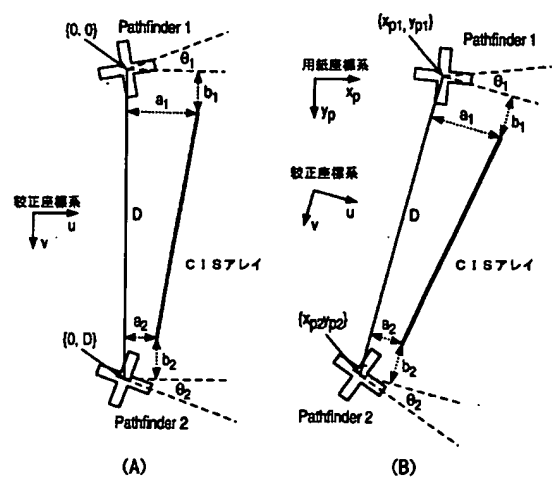 {0, 0}
Pathfinder 1
θ1
b1
a1
較正座標系
u
v
D
CISアレイ
{0, D}
a2
b2
θ2
Pathfinder 2
(A)
{xp1, yp1}
Pathfinder 1
θ1
用紙座標系
xp
yp
a1
b1
較正座標系
u
v
D
CISアレイ
{xp2yp2}
a2
b2
θ2
Pathfinder 2
(B)